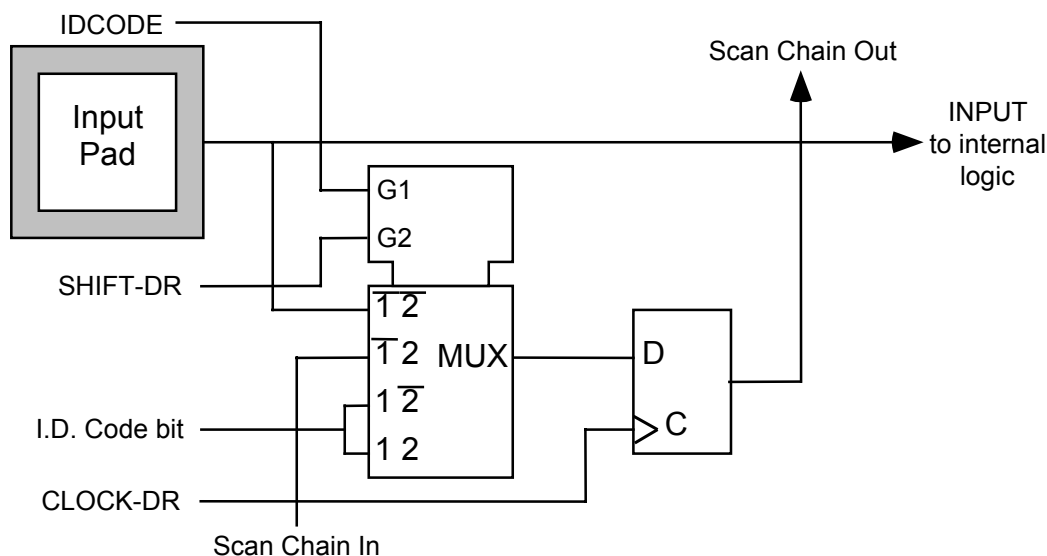 IDCODE
Scan Chain Out
Input
Pad
INPUT
to internal
logic
G1
G2
SHIFT-DR
1̅ 2̅
1̅ 2
MUX
D
1 2̅
I.D. Code bit
1 2
C
CLOCK-DR
Scan Chain In